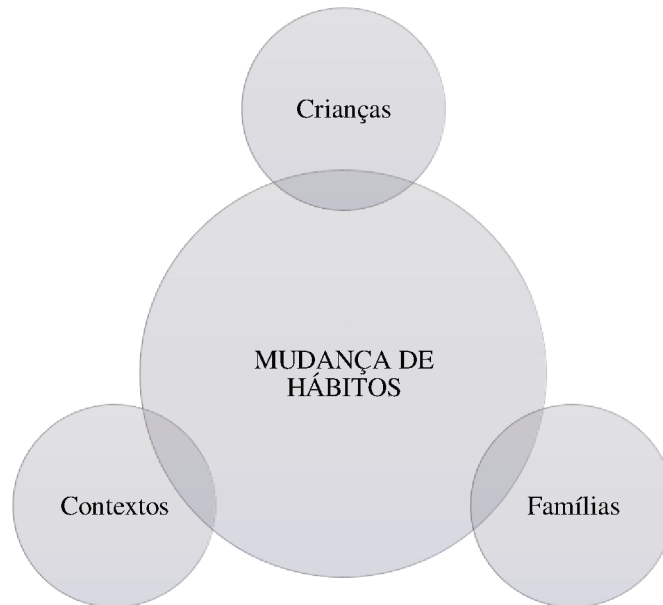 Crianças
MUDANÇA DE
HÁBITOS
Contextos
Famílias